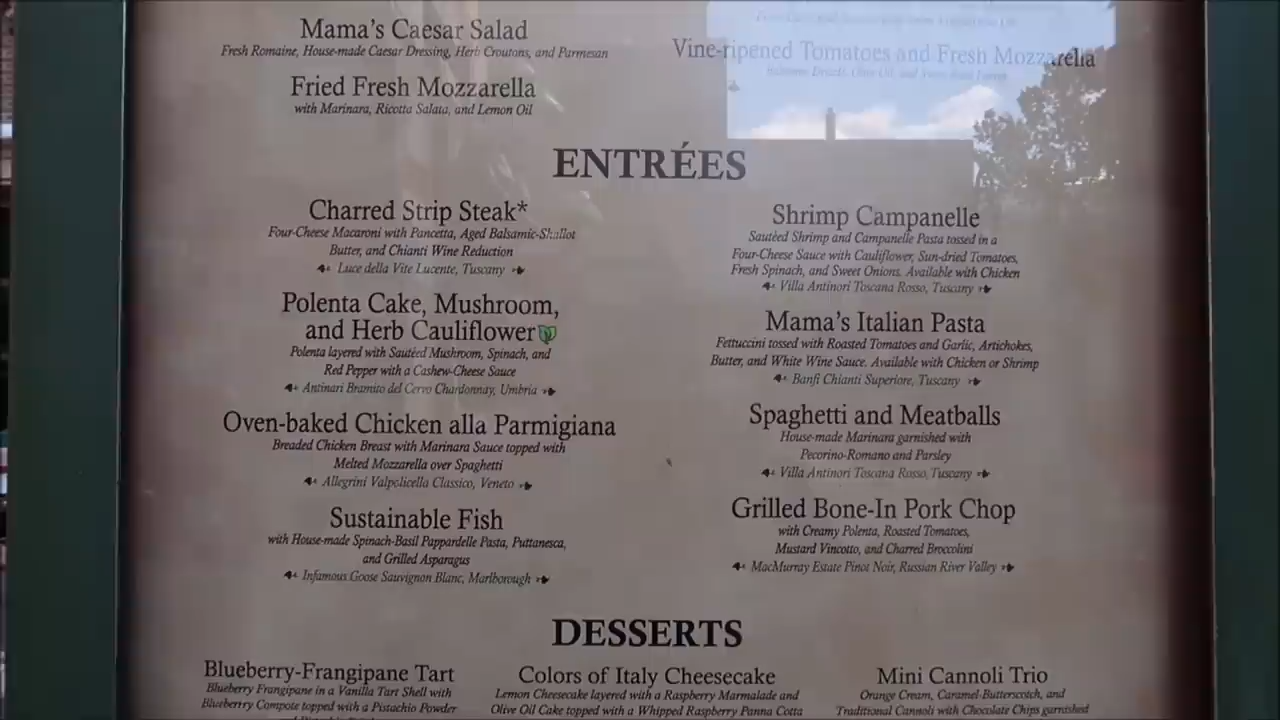 Mama's Caesar Salad
Fresh Romaine, House-made Caesar Dressing, Herb Croutons, and Parmesan
Fried Fresh Mozzarella
with Marinara, Ricotta Salata, and Lemon Oil
Vine-ripened Tomatoes and Fresh Mozzarella
ENTRÉES
Charred Strip Steak*
Four-Cheese Macaroni with Pancetta, Aged Balsamic-Shallot
Butter, and Chianti Wine Reduction
Luce della Vite Lucente, Tuscany
Polenta Cake, Mushroom,
and Herb Cauliflower
Polenta layered with Sautéed Mushroom, Spinach, and
Red Pepper with a Cashew-Cheese Sauce
Antinari Bramito del Cervo Chardonnay, Umbria
Oven-baked Chicken alla Parmigiana
Breaded Chicken Breast with Marinara Sauce topped with
Melted Mozzarella over Spaghetti
Allegrini Valpolicella Classico, Veneto
Sustainable Fish
with House-made Spinach-Basil Pappardelle Pasta, Puttanesca,
and Grilled Asparagus
Infamous Goose Sauvignon Blanc, Marlborough
Shrimp Campanelle
Sautéed Shrimp and Campanelle Pasta tossed in a
Four-Cheese Sauce with Cauliflower, Sun-dried Tomatoes,
Fresh Spinach, and Sweet Onions. Available with Chicken
Villa Antinori Toscana Rosso, Tuscany
Mama's Italian Pasta
Fettuccini tossed with Roasted Tomatoes and Garlic, Artichokes,
Butter, and White Wine Sauce. Available with Chicken or Shrimp
Banfi Chianti Superiore, Tuscany
Spaghetti and Meatballs
House-made Marinara garnished with
Pecorino-Romano and Parsley
Villa Antinori Toscana Rosso, Tuscany
Grilled Bone-In Pork Chop
with Creamy Polenta, Roasted Tomatoes,
Mustard Vincotto, and Charred Broccolini
MacMurray Estate Pinot Noir, Russian River Valley
DESSERTS
Blueberry-Frangipane Tart
Blueberry Frangipane in a Vanilla Tart Shell with
Blueberry Compote topped with a Pistachio Powder
Colors of Italy Cheesecake
Lemon Cheesecake layered with a Raspberry Marmalade and
Olive Oil Cake topped with a Whipped Raspberry Panna Cotta
Mini Cannoli Trio
Orange Cream, Caramel-Butterscotch, and
Traditional Cannoli with Chocolate Chips garnished